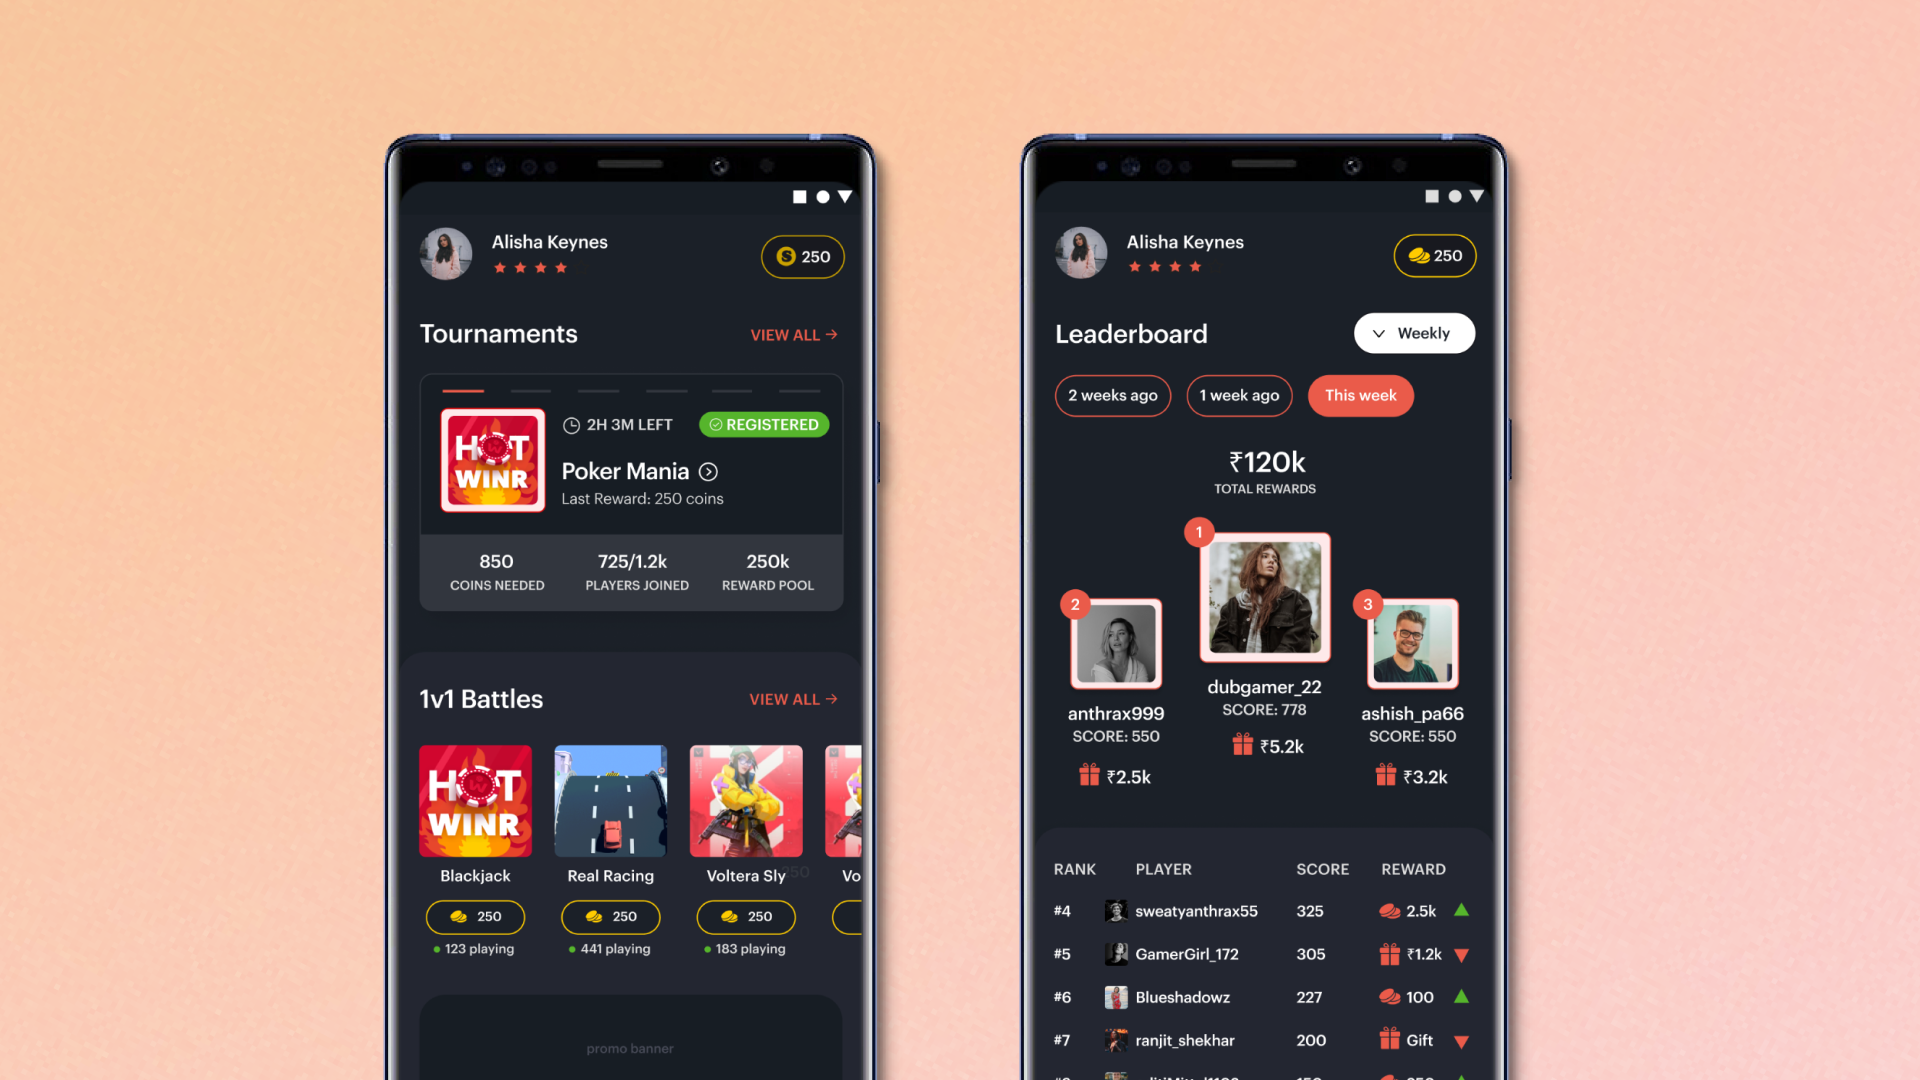 Alisha Keynes
250
Tournaments
VIEW ALL →
HOT
WINR
2H 3M LEFT
REGISTERED
Poker Mania
Last Reward: 250 coins
850
COINS NEEDED
725/1.2k
PLAYERS JOINED
250k
REWARD POOL
1v1 Battles
VIEW ALL →
HOT
WINR
Blackjack
Real Racing
Voltera Sly
Vo
250
250
250
123 playing
441 playing
183 playing
promo banner
Alisha Keynes
250
Leaderboard
Weekly
2 weeks ago
1 week ago
This week
₹120k
TOTAL REWARDS
1
dubgamer_22
SCORE: 778
₹5.2k
2
anthrax999
SCORE: 550
₹2.5k
3
ashish_pa66
SCORE: 550
₹3.2k
RANK PLAYER SCORE REWARD
#4 sweatyanthrax55 325 2.5k
#5 GamerGirl_172 305 ₹1.2k
#6 Blueshadowz 227 100
#7 ranjit_shekhar 200 Gift